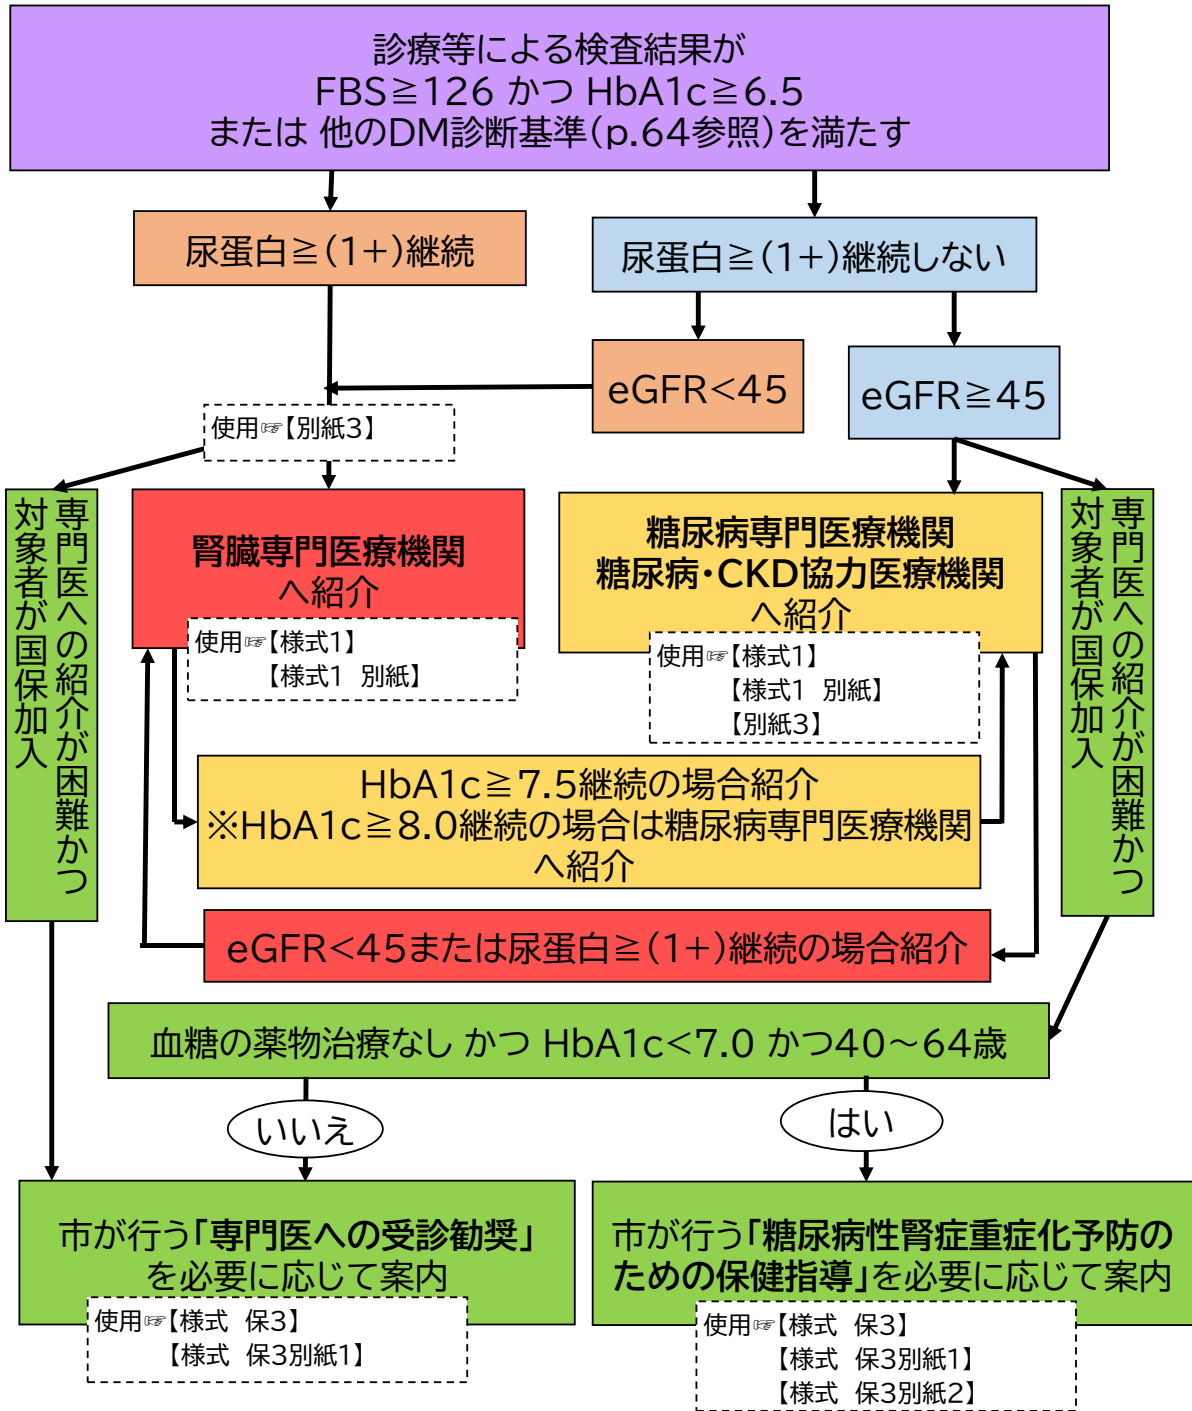 診療等による検査結果が
FBS≧126 かつ HbA1c≧6.5
または 他のDM診断基準(p.64参照)を満たす
尿蛋白≧(1+)継続
尿蛋白≧(1+)継続しない
eGFR<45
eGFR≧45
使用☞【別紙3】
専門医への紹介が困難かつ
対象者が国保加入
腎臓専門医療機関
へ紹介
使用☞【様式1】
【様式1 別紙】
糖尿病専門医療機関
糖尿病・CKD協力医療機関
へ紹介
使用☞【様式1】
【様式1 別紙】
【別紙3】
専門医への紹介が困難かつ
対象者が国保加入
HbA1c≧7.5継続の場合紹介
※HbA1c≧8.0継続の場合は糖尿病専門医療機関
へ紹介
eGFR<45または尿蛋白≧(1+)継続の場合紹介
血糖の薬物治療なし かつ HbA1c<7.0 かつ40~64歳
いいえ
はい
市が行う「専門医への受診勧奨」
を必要に応じて案内
使用☞【様式 保3】
【様式 保3別紙1】
市が行う「糖尿病性腎症重症化予防の
ための保健指導」を必要に応じて案内
使用☞【様式 保3】
【様式 保3別紙1】
【様式 保3別紙2】